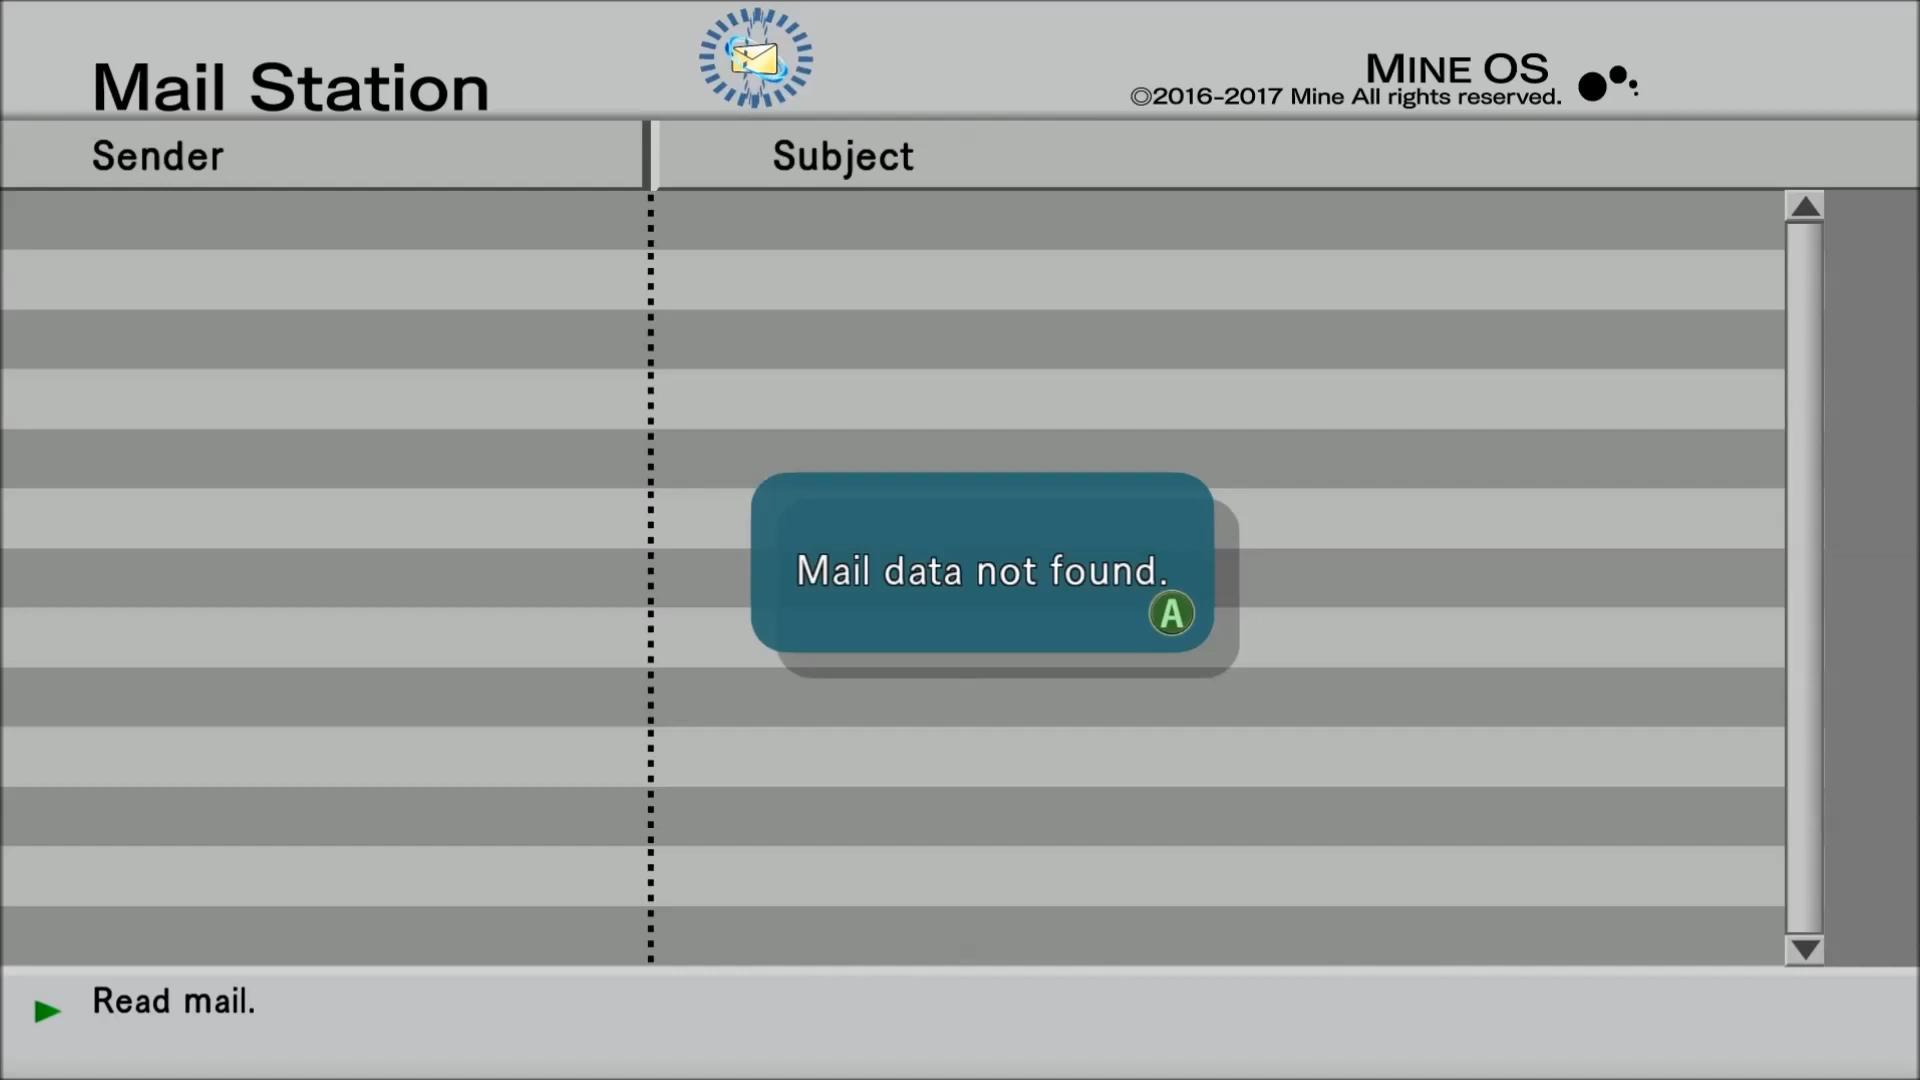 Mail Station
MINE OS
©2016-2017 Mine All rights reserved.
Sender
Subject
Mail data not found.
A
Read mail.